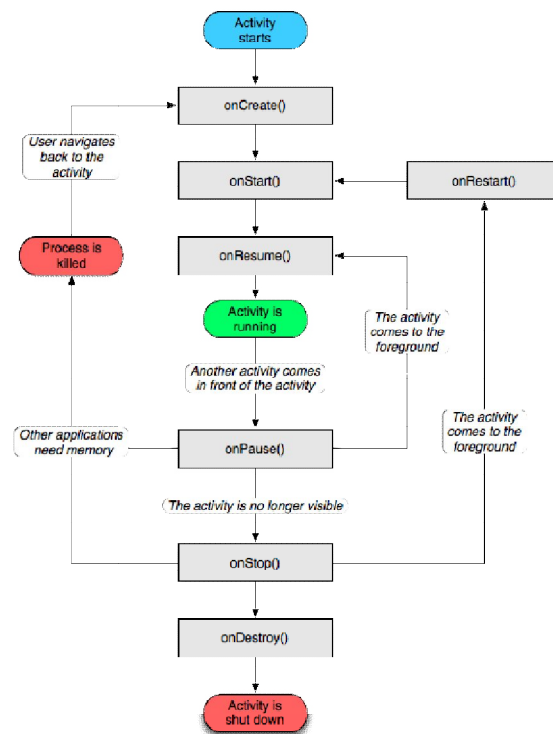 Activity
starts
onCreate()
User navigates
back to the
activity
onStart()
onRestart()
Process is
killed
onResume()
Activity is
running
The activity
comes to the
foreground
Another activity comes
in front of the activity
The activity
comes to the
foreground
Other applications
need memory
onPause()
The activity is no longer visible
onStop()
onDestroy()
Activity is
shut down